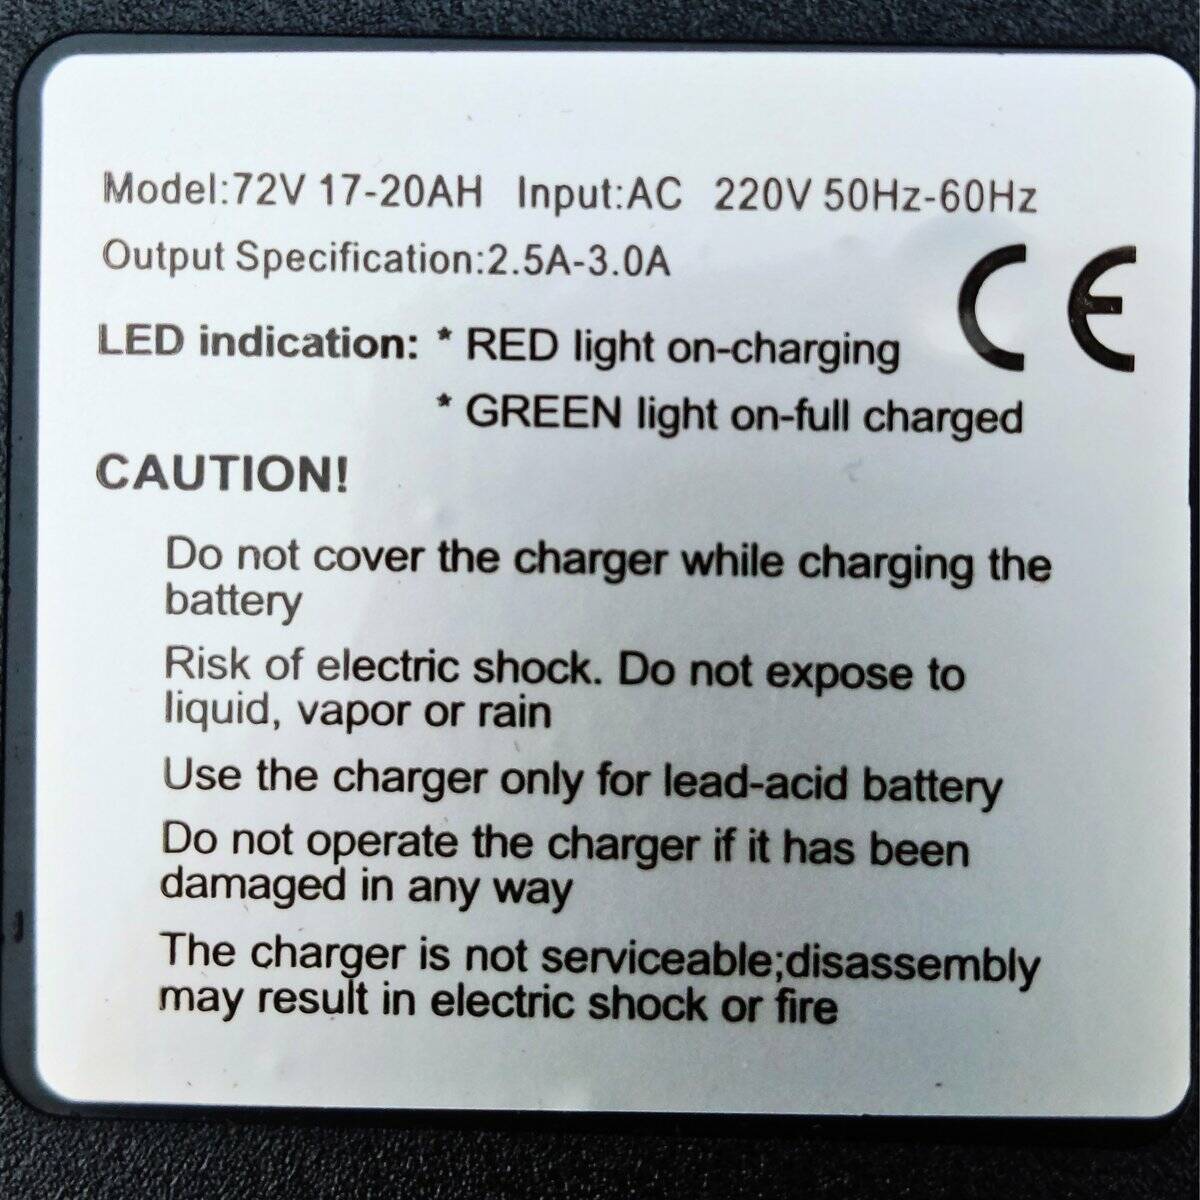 Model:72V 17-20AH Input:AC 220V 50Hz-60Hz
Output Specification:2.5A-3.0A
CE
LED indication: * RED light on-charging
* GREEN light on-full charged
CAUTION!
Do not cover the charger while charging the
battery
Risk of electric shock. Do not expose to
liquid, vapor or rain
Use the charger only for lead-acid battery
Do not operate the charger if it has been
damaged in any way
The charger is not serviceable;disassembly
may result in electric shock or fire